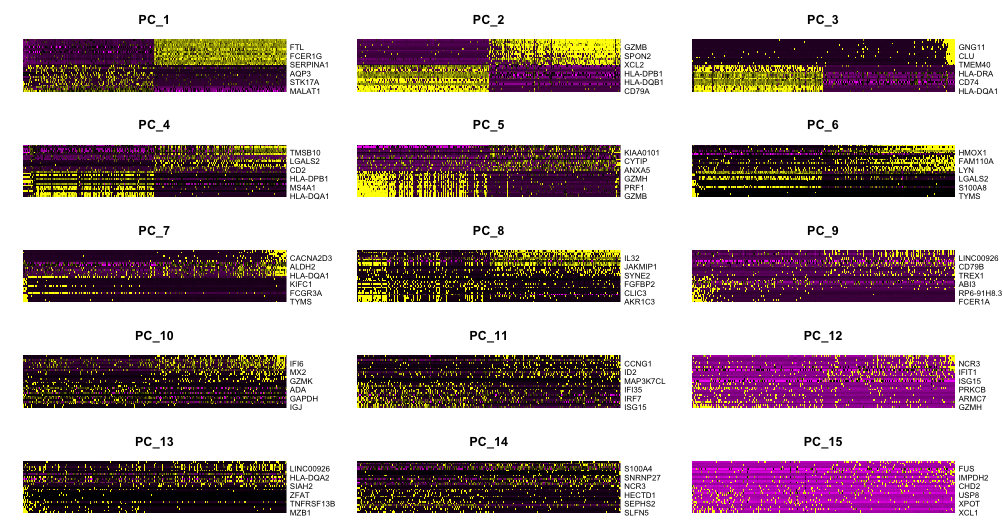 PC_1
FTL
FCER1G
SERPINA1
AQP3
STK17A
MALAT1
PC_2
GZMB
SPON2
XCL2
HLA-DPB1
HLA-DQB1
CD79A
PC_3
GNG11
CLU
TMEM40
HLA-DRA
CD74
HLA-DQA1
PC_4
TMSB10
LGALS2
CD2
HLA-DPB1
MS4A1
HLA-DQA1
PC_5
KIAA0101
CYTIP
ANXA5
GZMH
PRF1
GZMB
PC_6
HMOX1
FAM110A
LYN
LGALS2
S100A8
TYMS
PC_7
CACNA2D3
ALDH2
HLA-DQA1
KIFC1
FCGR3A
TYMS
PC_8
IL32
JAKMIP1
SYNE2
FGFBP2
CLIC3
AKR1C3
PC_9
LINC00926
CD79B
TREX1
ABI3
RP6-91H8.3
FCER1A
PC_10
IFI6
MX2
GZMK
ADA
GAPDH
IGJ
PC_11
CCNG1
ID2
MAP3K7CL
IFI35
IRF7
ISG15
PC_12
NCR3
IFIT1
ISG15
PRKCB
ARMC7
GZMH
PC_13
LINC00926
HLA-DQA2
SIAH2
ZFAT
TNFRSF13B
MZB1
PC_14
S100A4
SNRNP27
NCR3
HECTD1
SEPHS2
SLFN5
PC_15
FUS
IMPDH2
CHD2
USP8
XPOT
XCL1